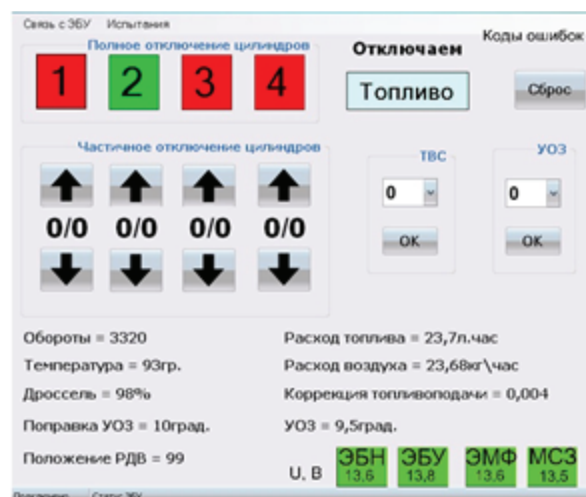 Связь с ЭБУ Испытания
Полное отключение цилиндров
Отключаем
Коды ошибок
1 2 3 4
Топливо
Сброс
Частичное отключение цилиндров
ТВС
УОЗ
0 0
0/0 0/0 0/0 0/0
ОК ОК
Обороты = 3320
Расход топлива = 23,7л.час
Температура = 93гр.
Расход воздуха = 23,68кг\час
Дроссель = 98%
Коррекция топливоподачи = 0,004
Поправка УОЗ = 10град.
УОЗ = 9,5град.
Положение РДВ = 99
U, В
ЭБН ЭБУ ЭМФ МСЗ
13,6 13,8 13,6 13,5
Подключено Статус ЭБУ